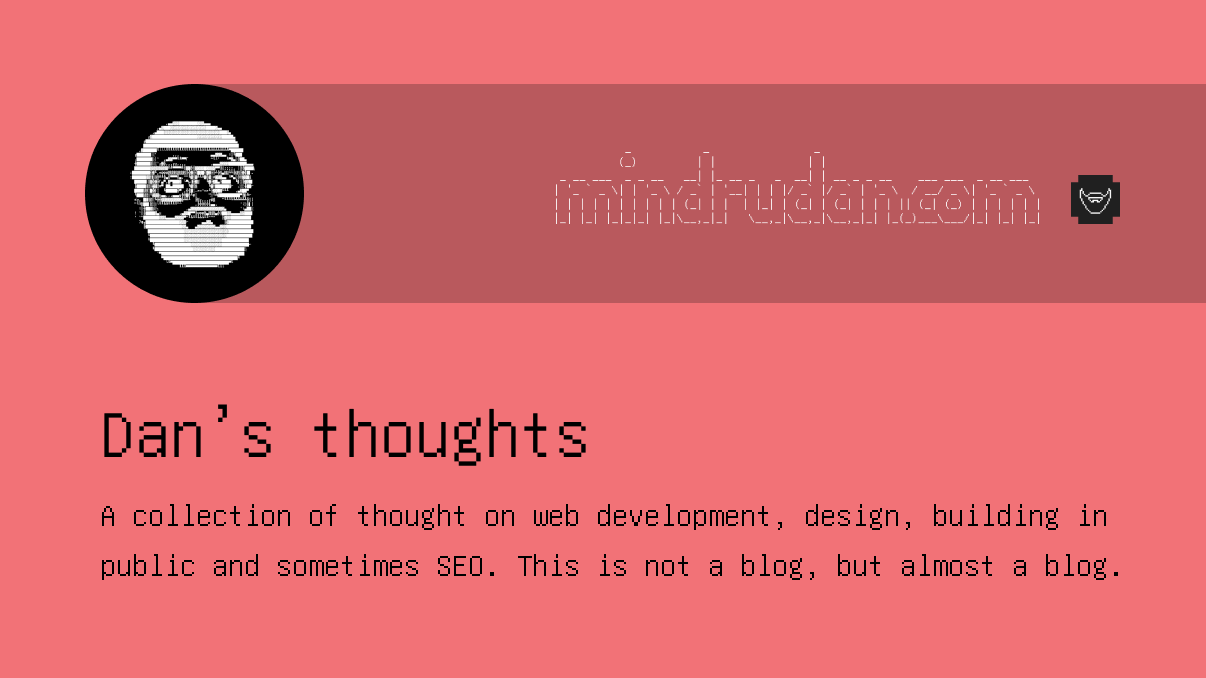 mindrudan.com
Dan's thoughts
A collection of thought on web development, design, building in
public and sometimes SEO. This is not a blog, but almost a blog.